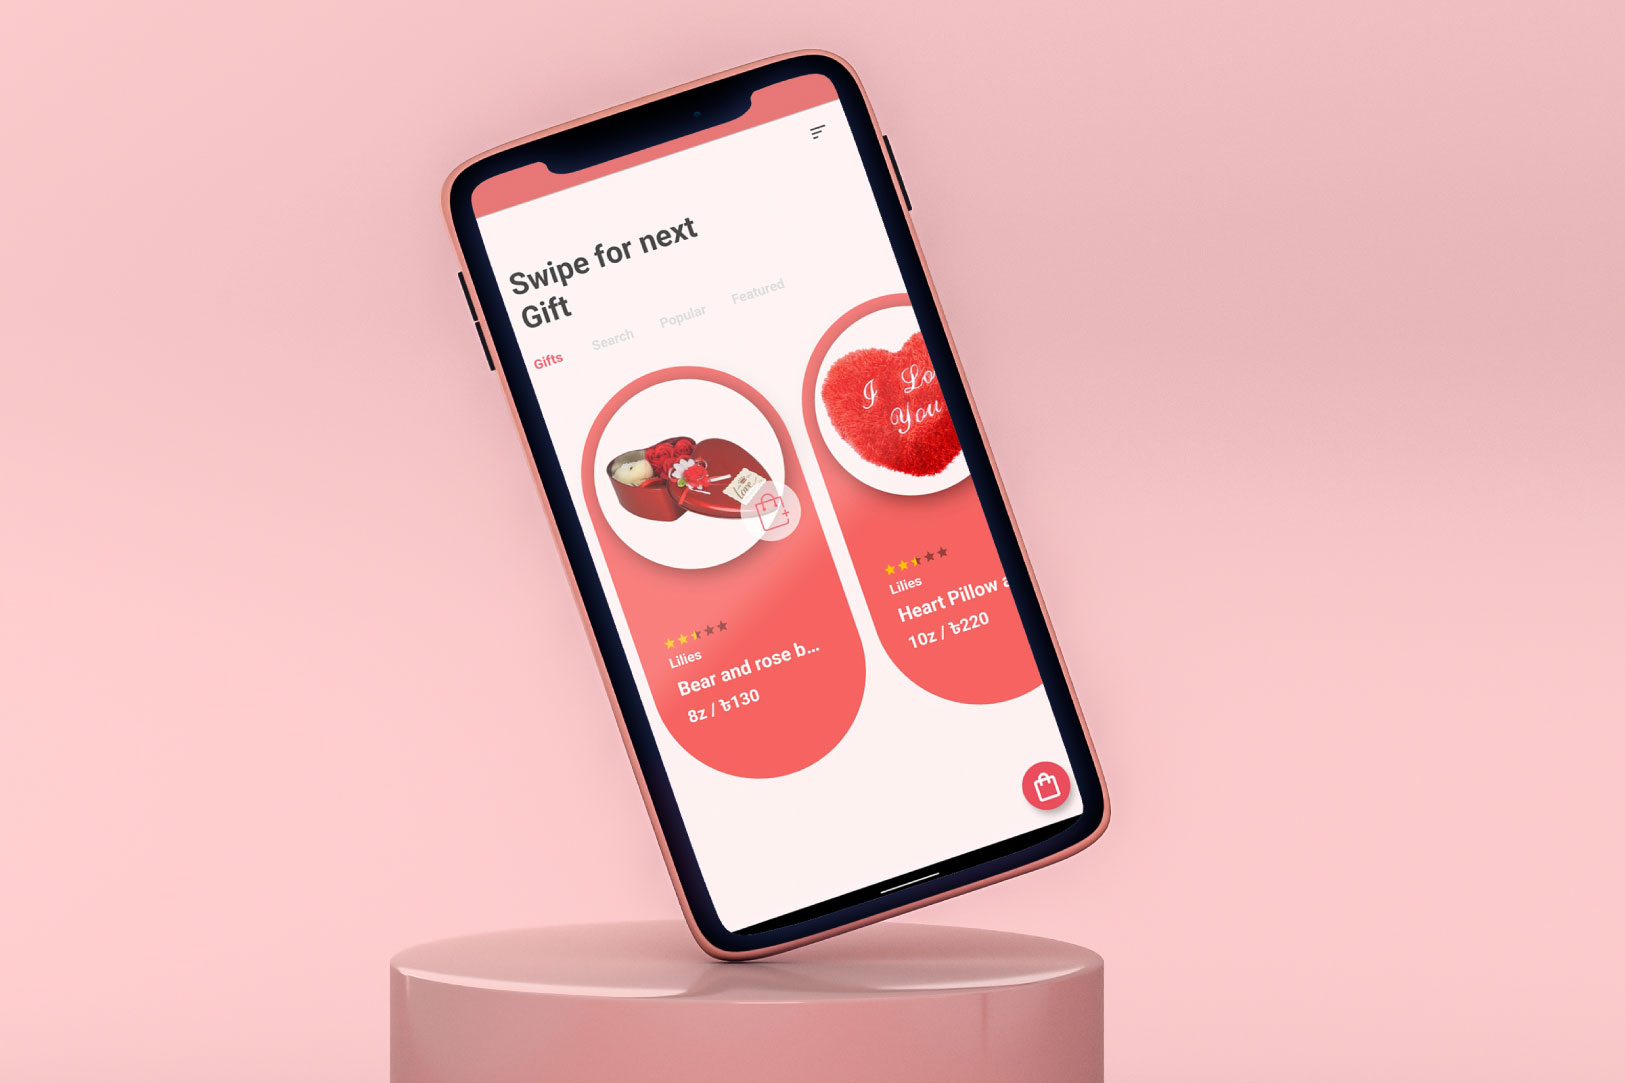 Swipe for next
Gift
Gifts Search Popular Featured
I Lo
You
Love
Lilies
Bear and rose b...
8z / ৳130
Lilies
Heart Pillow a
10z / ৳220